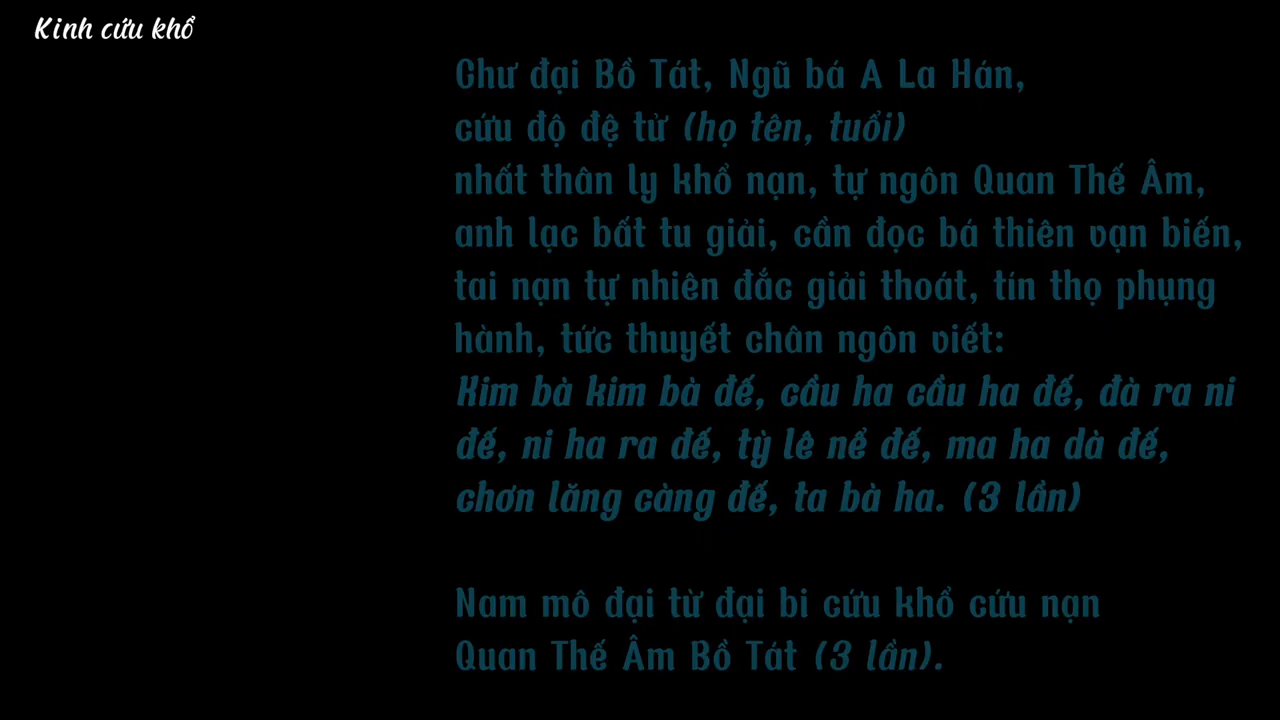 Kinh cứu khổ
Chư đại Bồ Tát, Ngũ bá A La Hán,
cứu độ đệ tử (họ tên, tuổi)
nhất thân ly khổ nạn, tự ngôn Quan Thế Âm,
anh lạc bất tu giải, cần đọc bá thiên vạn biến,
tai nạn tự nhiên đắc giải thoát, tín thọ phụng
hành, tức thuyết chân ngôn viết:
Kim bà kim bà đế, cầu ha cầu ha đế, đà ra ni
đế, ni ha ra đế, tỳ lê nể đế, ma ha dà đế,
chơn lăng càng đế, ta bà ha. (3 lần)
Nam mô đại từ đại bi cứu khổ cứu nạn
Quan Thế Âm Bồ Tát (3 lần).